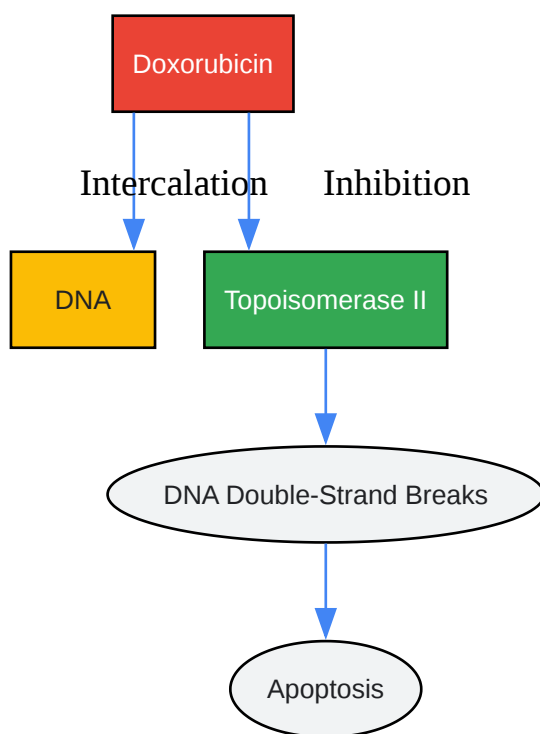 Doxorubicin
Intercalation
Inhibition
DNA
Topoisomerase II
DNA Double-Strand Breaks
Apoptosis